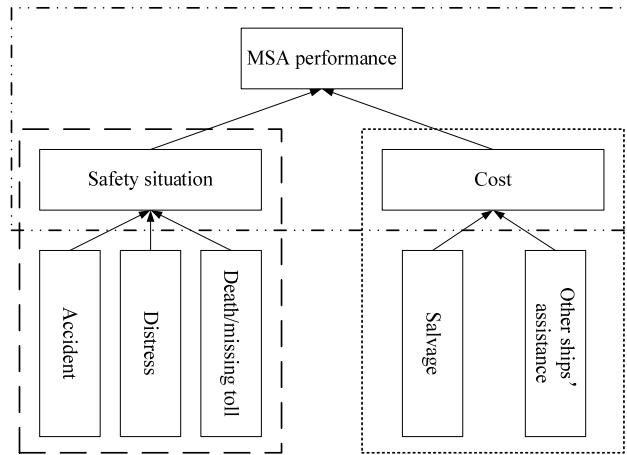 MSA performance
Safety situation
Cost
Accident
Distress
Death/missing toll
Salvage
Other ships’
assistance